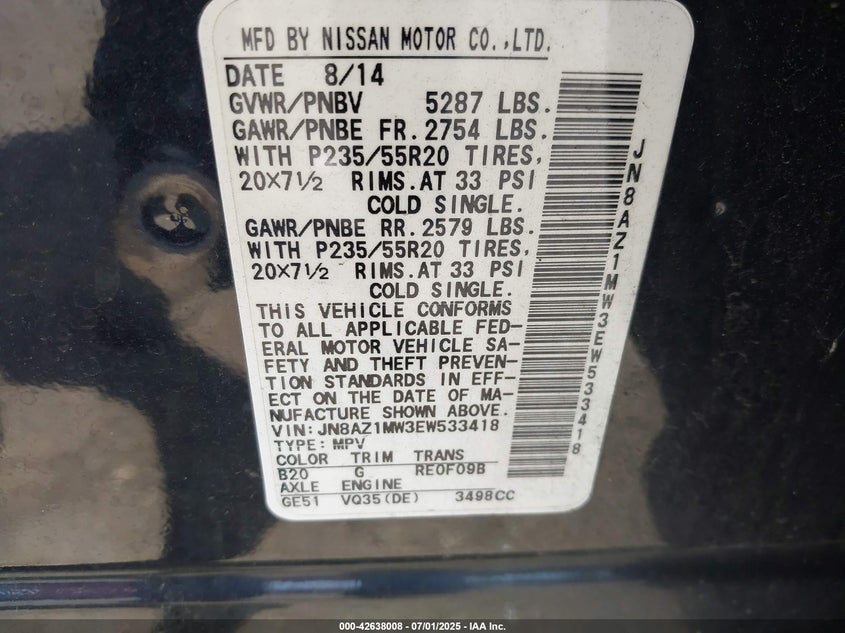 MFD BY NISSAN MOTOR CO.,LTD.
DATE 8/14
GVWR/PNBV 5287 LBS.
GAWR/PNBE FR. 2754 LBS.
WITH P235/55R20 TIRES,
20×7½ RIMS.AT 33 PSI
COLD SINGLE.
GAWR/PNBE RR. 2579 LBS.
WITH P235/55R20 TIRES,
20×7½ RIMS.AT 33 PSI
COLD SINGLE.
THIS VEHICLE CONFORMS
TO ALL APPLICABLE FED-
ERAL MOTOR VEHICLE SA-
FETY AND THEFT PREVEN-
TION STANDARDS IN EFF-
ECT ON THE DATE OF MA-
NUFACTURE SHOWN ABOVE.
VIN:JN8AZ1MW3EW533418
TYPE:MPV
COLOR TRIM TRANS
B20 G RE0F09B
AXLE ENGINE
GE51 VQ35(DE) 3498CC
JN8AZ1MW3EW533418
000-42638008 - 07/01/2025 - IAA Inc.